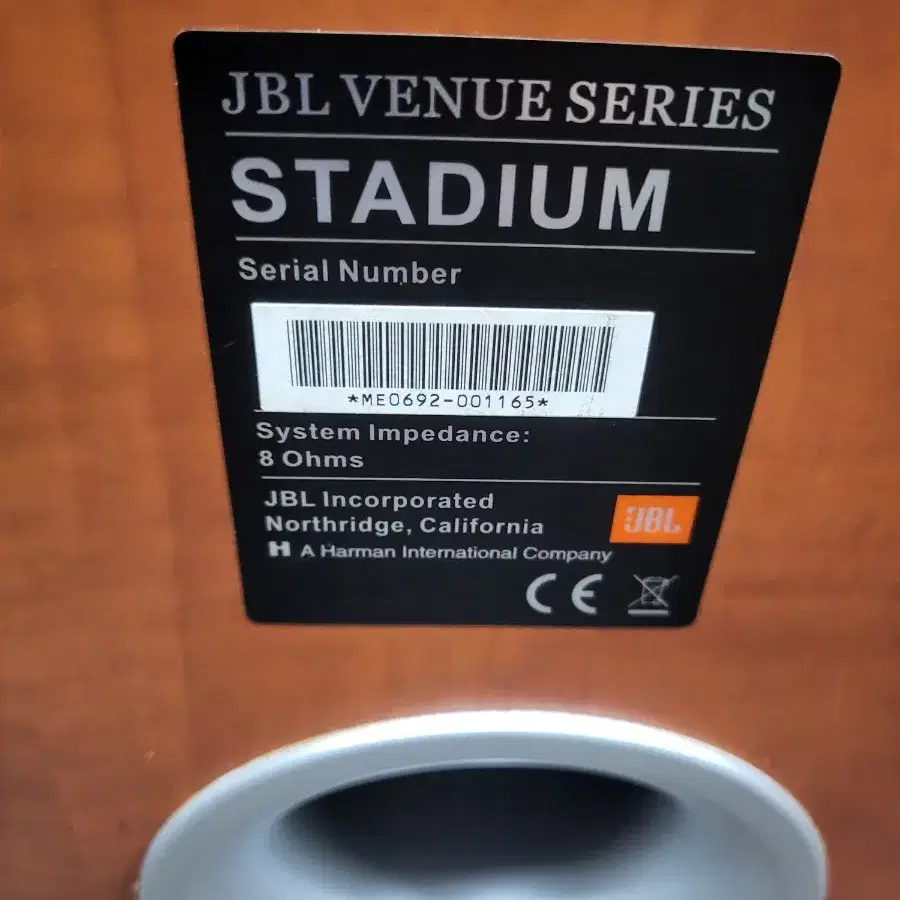 JBL VENUE SERIES
STADIUM
Serial Number
*ME0692-001165*
System Impedance:
8 Ohms
JBL Incorporated
Northridge, California
JBL
H A Harman International Company
CE